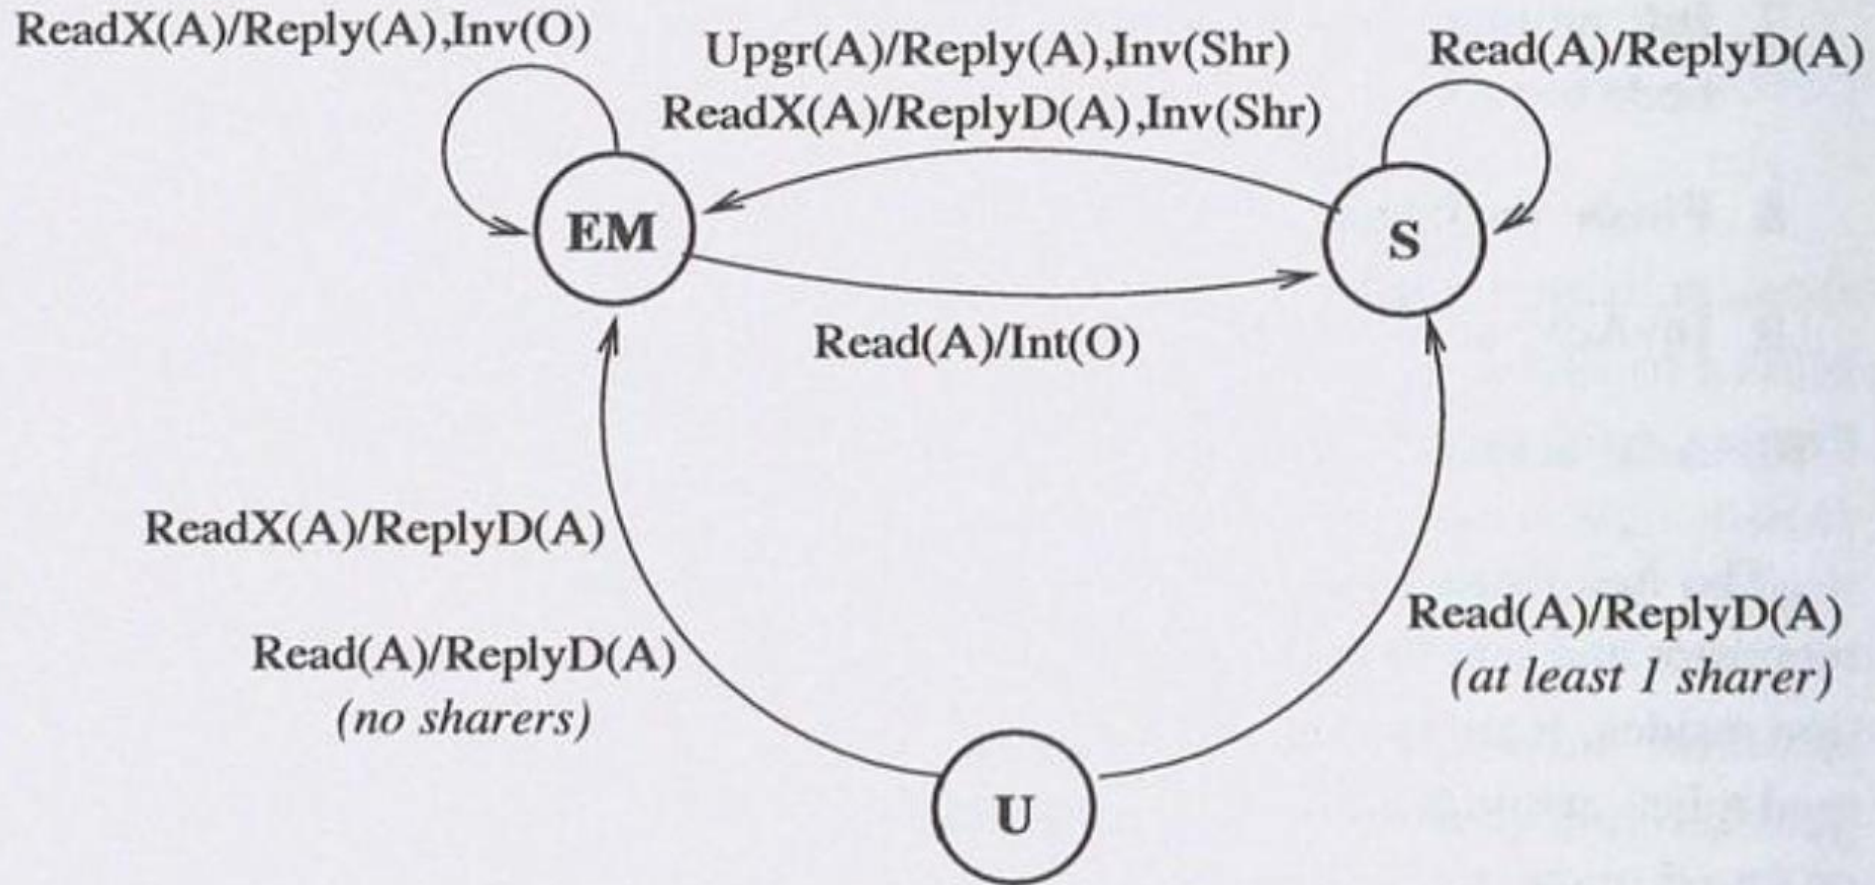 ReadX(A)/Reply(A),Inv(O)
Upgr(A)/Reply(A),Inv(Shr)
ReadX(A)/ReplyD(A),Inv(Shr)
Read(A)/ReplyD(A)
EM
S
Read(A)/Int(O)
ReadX(A)/ReplyD(A)
Read(A)/ReplyD(A)
(no sharers)
Read(A)/ReplyD(A)
(at least 1 sharer)
U